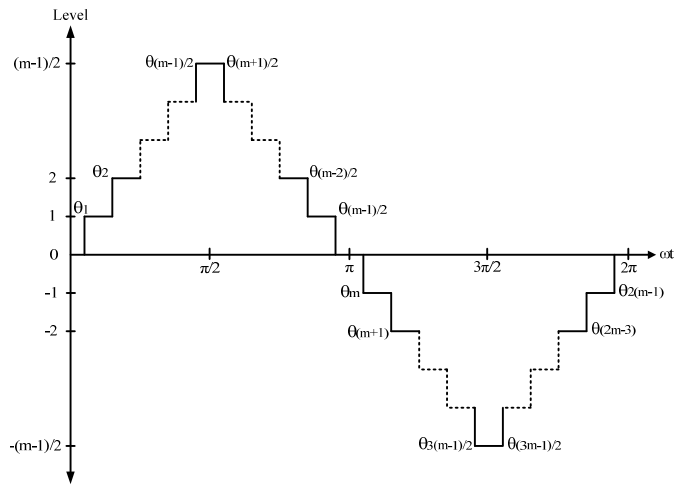 Level
(m-1)/2
θ(m-1)/2 θ(m+1)/2
2
θ2 θ(m-2)/2
1
θ1 θ(m-1)/2
0
π/2 π 3π/2 2π ωt
-1
θm θ2(m-1)
-2
θ(m+1) θ(2m-3)
-(m-1)/2
θ3(m-1)/2 θ(3m-1)/2